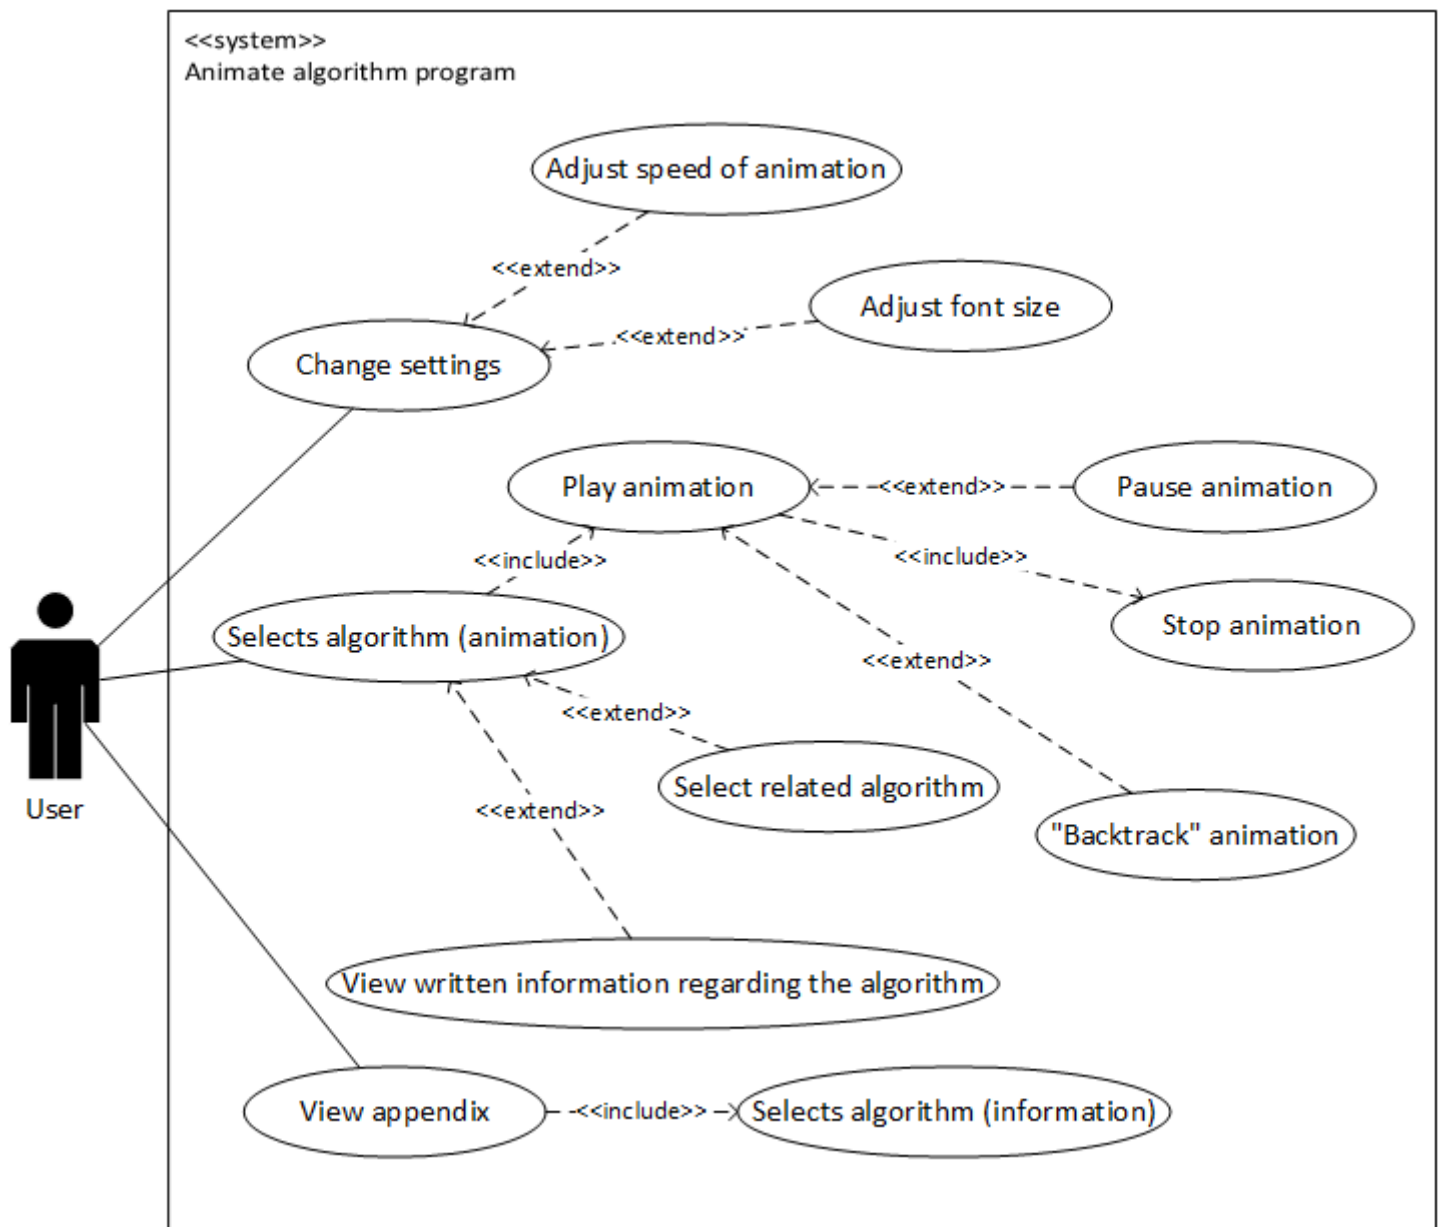 <<system>>
Animate algorithm program
Adjust speed of animation
<<extend>>
Adjust font size
<<extend>>
Change settings
Play animation
<<extend>>
Pause animation
<<include>>
<<include>>
Stop animation
Selects algorithm (animation)
<<extend>>
<<extend>>
Select related algorithm
<<extend>>
User
"Backtrack" animation
View written information regarding the algorithm
View appendix
<<include>>
Selects algorithm (information)